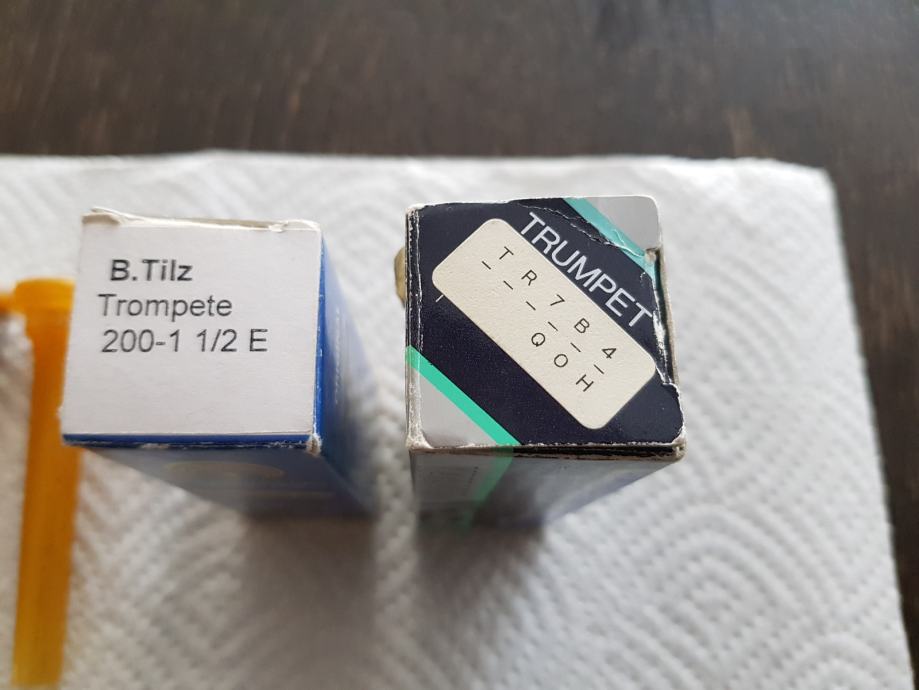 B.Tilz
Trompete
200-1 1/2 E
TRUMPET
TR7B4
QOH